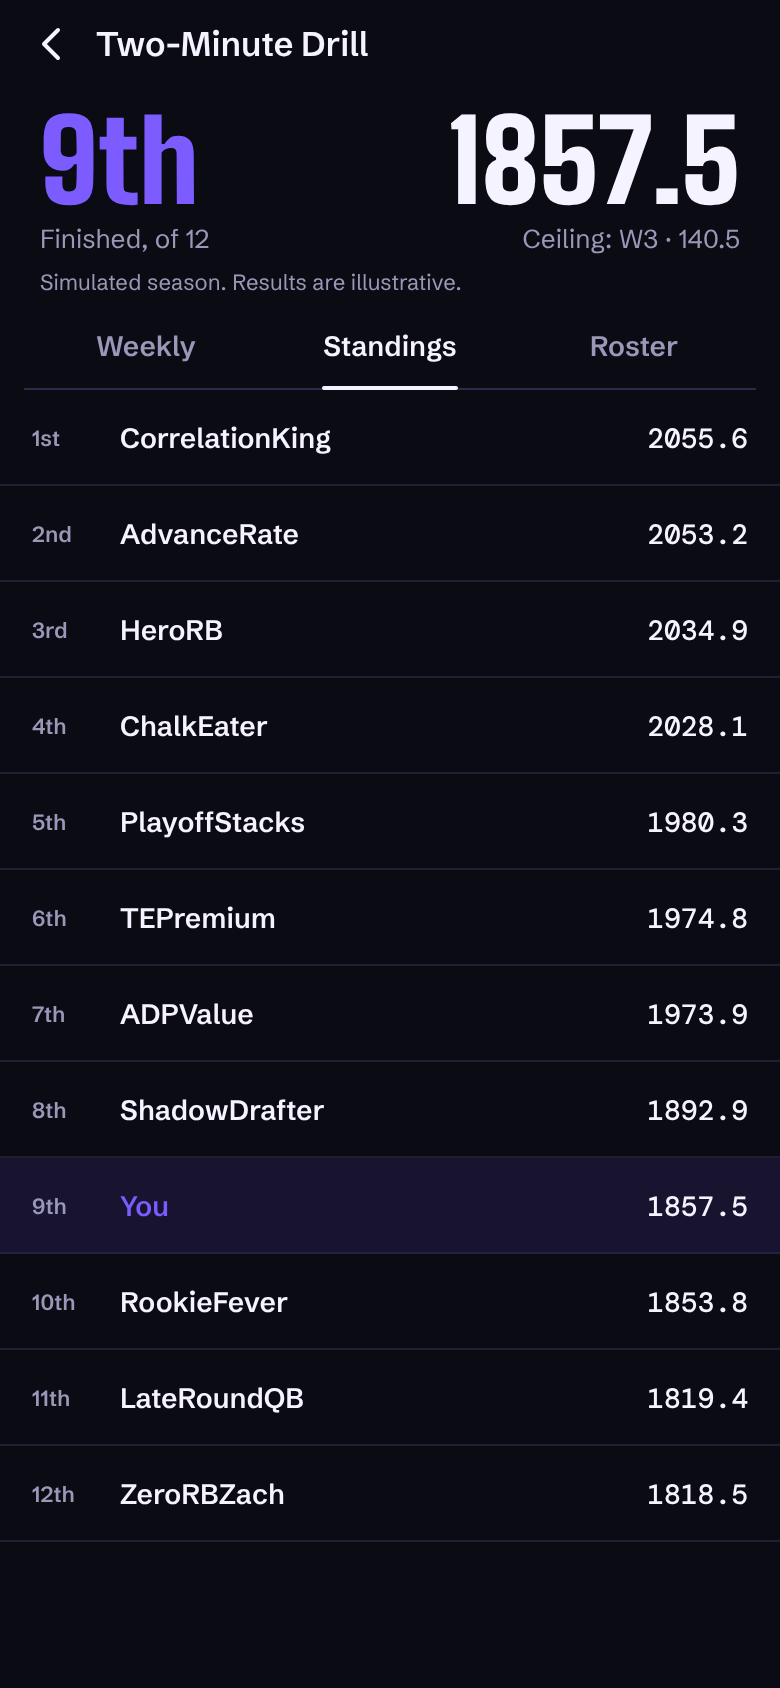 Two-Minute Drill
9th 1857.5
Finished, of 12 Ceiling: W3 · 140.5
Simulated season. Results are illustrative.
Weekly Standings Roster
1st CorrelationKing 2055.6
2nd AdvanceRate 2053.2
3rd HeroRB 2034.9
4th ChalkEater 2028.1
5th PlayoffStacks 1980.3
6th TEPremium 1974.8
7th ADPValue 1973.9
8th ShadowDrafter 1892.9
9th You 1857.5
10th RookieFever 1853.8
11th LateRoundQB 1819.4
12th ZeroRBZach 1818.5